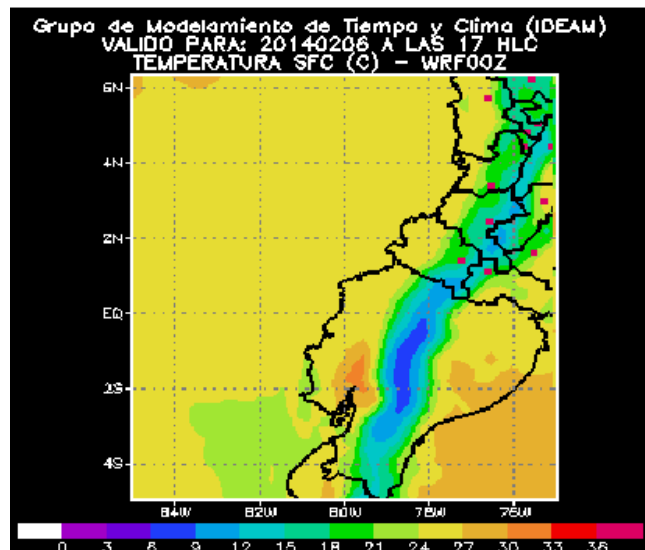 Grupo de Modelamiento de Tiempo y Clima (IDEAM)
VALIDO PARA: 20140206 A LAS 17 HLC
TEMPERATURA SFC (C) - WRF00Z
6N
4N
2N
EQ
2S
4S
84W 82W 80W 78W 76W
0 3 6 9 12 15 18 21 24 27 30 33 36